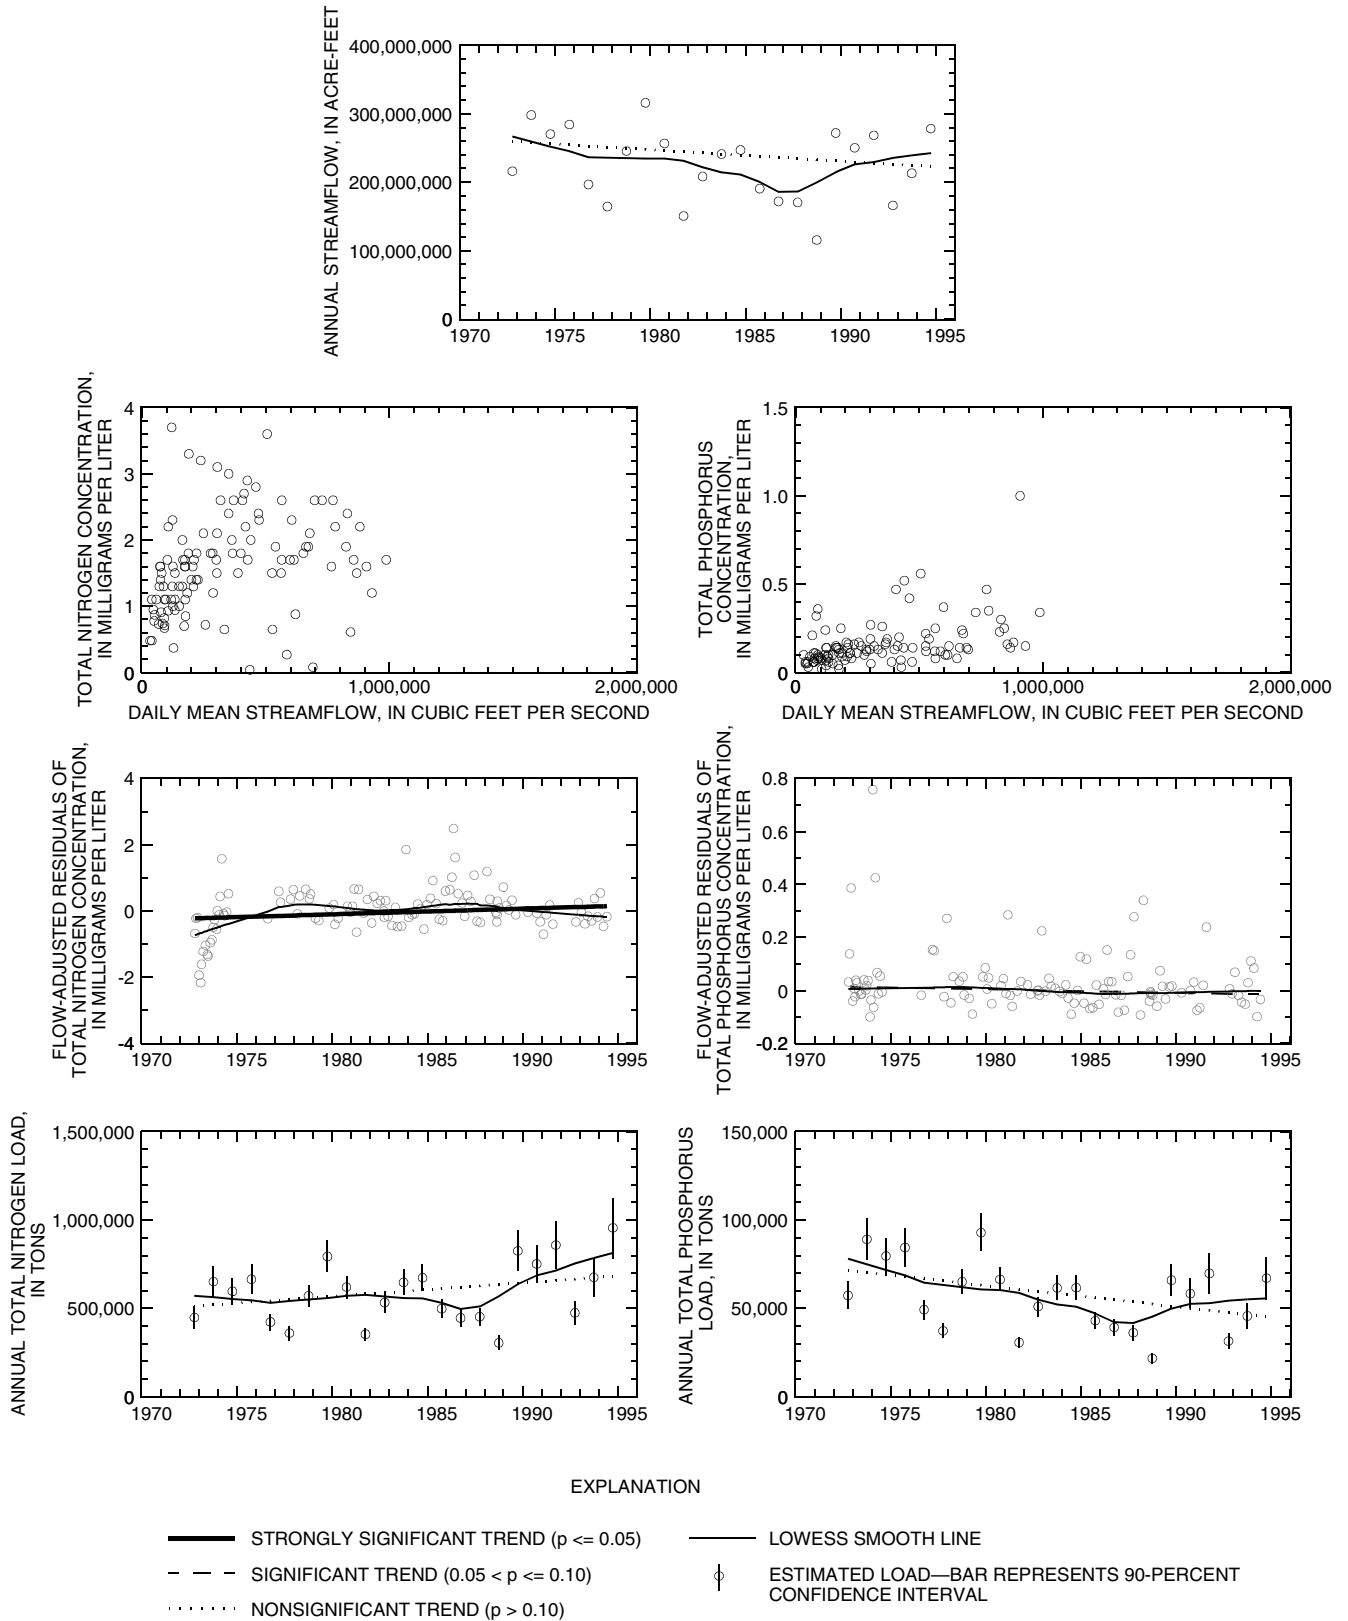 ANNUAL STREAMFLOW, IN ACRE-FEET
400,000,000
300,000,000
200,000,000
100,000,000
0
1970 1975 1980 1985 1990 1995
TOTAL NITROGEN CONCENTRATION,
IN MILLIGRAMS PER LITER
4
3
2
1
0
0 1,000,000 2,000,000
DAILY MEAN STREAMFLOW, IN CUBIC FEET PER SECOND
TOTAL PHOSPHORUS
CONCENTRATION,
IN MILLIGRAMS PER LITER
1.5
1.0
0.5
0
0 1,000,000 2,000,000
DAILY MEAN STREAMFLOW, IN CUBIC FEET PER SECOND
FLOW-ADJUSTED RESIDUALS OF
TOTAL NITROGEN CONCENTRATION,
IN MILLIGRAMS PER LITER
4
2
0
-2
-4
1970 1975 1980 1985 1990 1995
FLOW-ADJUSTED RESIDUALS OF
TOTAL PHOSPHORUS CONCENTRATION,
IN MILLIGRAMS PER LITER
0.8
0.6
0.4
0.2
0
-0.2
1970 1975 1980 1985 1990 1995
ANNUAL TOTAL NITROGEN LOAD,
IN TONS
1,500,000
1,000,000
500,000
0
1970 1975 1980 1985 1990 1995
ANNUAL TOTAL PHOSPHORUS
LOAD, IN TONS
150,000
100,000
50,000
0
1970 1975 1980 1985 1990 1995
EXPLANATION
STRONGLY SIGNIFICANT TREND (p <= 0.05)
SIGNIFICANT TREND (0.05 < p <= 0.10)
NONSIGNIFICANT TREND (p > 0.10)
LOWESS SMOOTH LINE
ESTIMATED LOAD—BAR REPRESENTS 90-PERCENT
CONFIDENCE INTERVAL